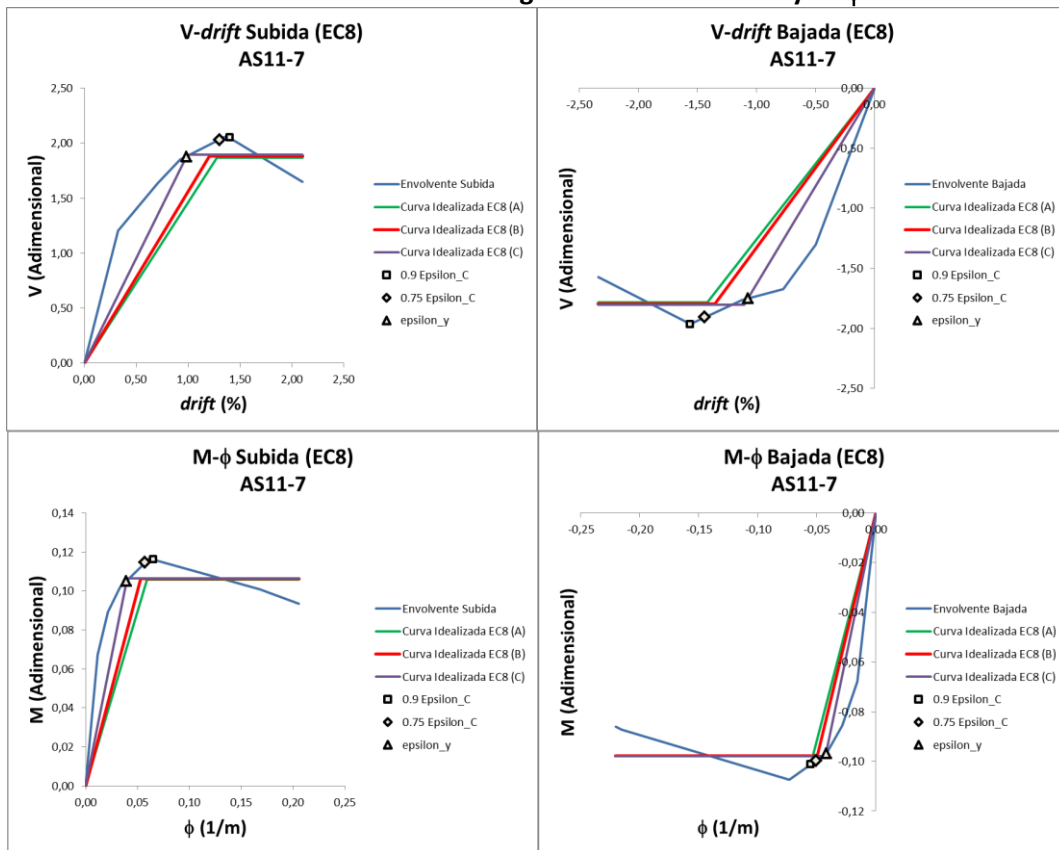 V-drift Subida (EC8)
AS11-7
2,50
2,00
1,50
1,00
0,50
0,00
V (Adimensional)
0,00 0,50 1,00 1,50 2,00 2,50
drift (%)
Envolvente Subida
Curva Idealizada EC8 (A)
Curva Idealizada EC8 (B)
Curva Idealizada EC8 (C)
0.9 Epsilon_C
0.75 Epsilon_C
epsilon_y
V-drift Bajada (EC8)
AS11-7
-2,50 -2,00 -1,50 -1,00 -0,50 0,00
0,00
-0,50
-1,00
-1,50
-2,00
-2,50
V (Adimensional)
drift (%)
Envolvente Bajada
Curva Idealizada EC8 (A)
Curva Idealizada EC8 (B)
Curva Idealizada EC8 (C)
0.9 Epsilon_C
0.75 Epsilon_C
epsilon_y
M-ϕ Subida (EC8)
AS11-7
0,14
0,12
0,10
0,08
0,06
0,04
0,02
0,00
M (Adimensional)
0,00 0,05 0,10 0,15 0,20 0,25
ϕ (1/m)
Envolvente Subida
Curva Idealizada EC8 (A)
Curva Idealizada EC8 (B)
Curva Idealizada EC8 (C)
0.9 Epsilon_C
0.75 Epsilon_C
epsilon_y
M-ϕ Bajada (EC8)
AS11-7
-0,25 -0,20 -0,15 -0,10 -0,05 0,00
0,00
-0,02
-0,04
-0,06
-0,08
-0,10
-0,12
M (Adimensional)
ϕ (1/m)
Envolvente Bajada
Curva Idealizada EC8 (A)
Curva Idealizada EC8 (B)
Curva Idealizada EC8 (C)
0.9 Epsilon_C
0.75 Epsilon_C
epsilon_y